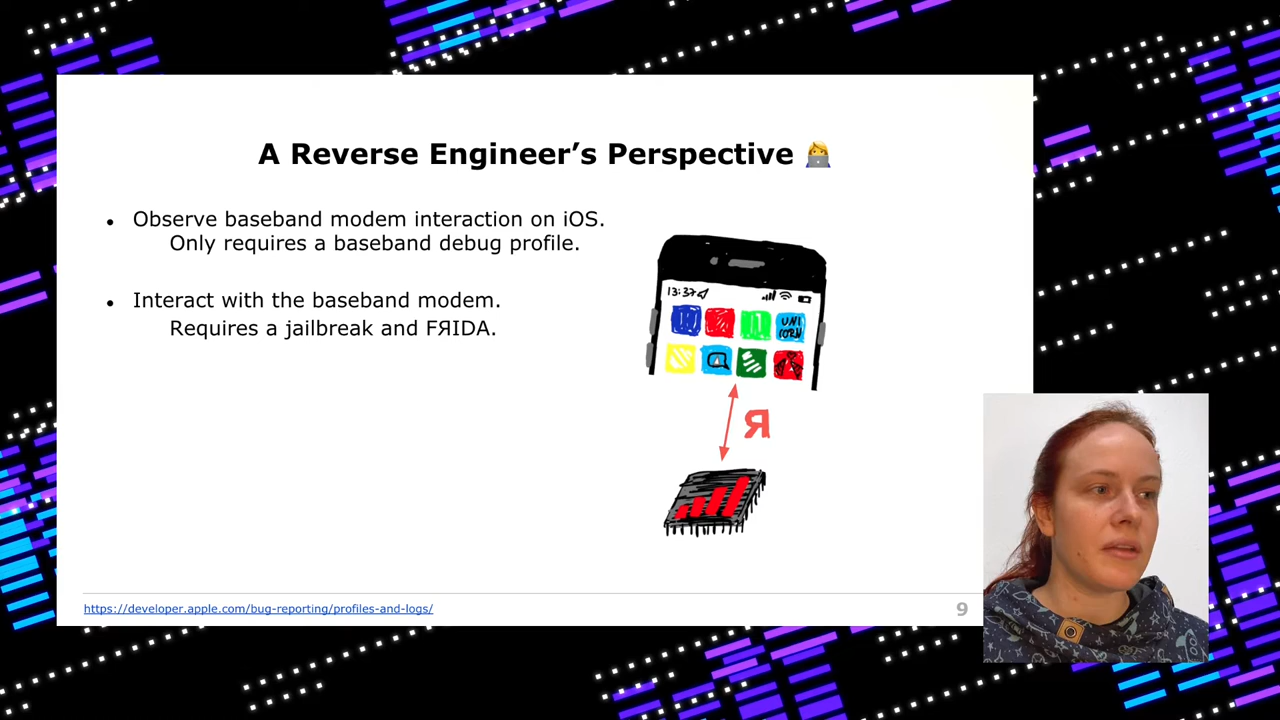 A Reverse Engineer’s Perspective
• Observe baseband modem interaction on iOS.
Only requires a baseband debug profile.
• Interact with the baseband modem.
Requires a jailbreak and FЯIDA.
13:37
UNI
CORN
Я
https://developer.apple.com/bug-reporting/profiles-and-logs/
9